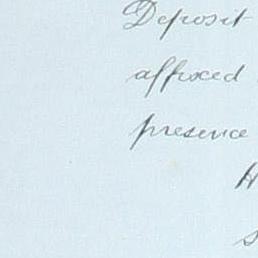 Deposit
affixed
presence
H
s